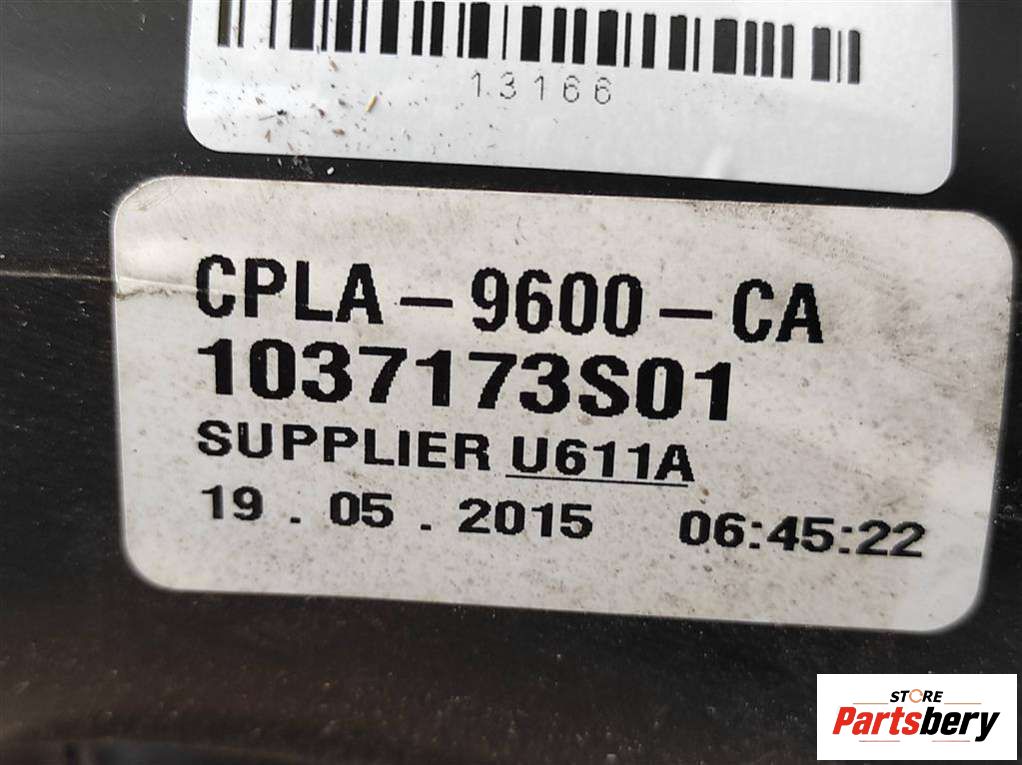 13166
CPLA-9600-CA
1037173S01
SUPPLIER U611A
19.05.2015 06:45:22
STORE
Partsbery